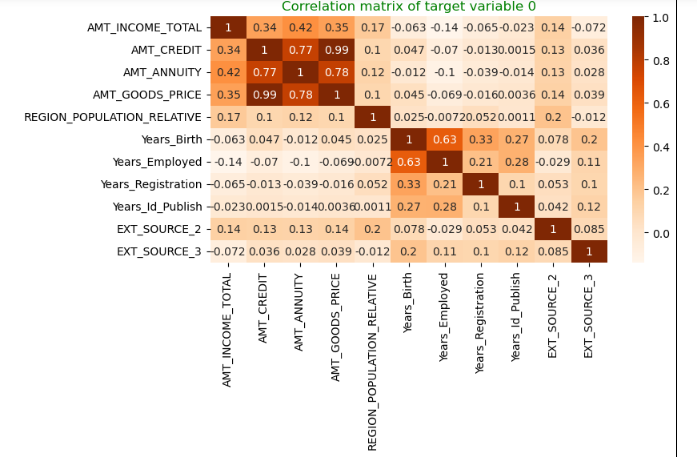 Correlation matrix of target variable 0
AMT_INCOME_TOTAL 1 0.34 0.42 0.35 0.17 -0.063 -0.14 -0.065 -0.023 0.14 -0.072
AMT_CREDIT 0.34 1 0.77 0.99 0.1 0.047 -0.07 -0.013 0.0015 0.13 0.036
AMT_ANNUITY 0.42 0.77 1 0.78 0.12 -0.012 -0.1 -0.039 -0.014 0.13 0.028
AMT_GOODS_PRICE 0.35 0.99 0.78 1 0.1 0.045 -0.069 -0.016 0.0036 0.14 0.039
REGION_POPULATION_RELATIVE 0.17 0.1 0.12 0.1 1 0.025 -0.0072 0.052 0.0011 0.2 -0.012
Years_Birth -0.063 0.047 -0.012 0.045 0.025 1 0.63 0.33 0.27 0.078 0.2
Years_Employed -0.14 -0.07 -0.1 -0.069 -0.0072 0.63 1 0.21 0.28 -0.029 0.11
Years_Registration -0.065 -0.013 -0.039 -0.016 0.052 0.33 0.21 1 0.1 0.053 0.1
Years_Id_Publish -0.023 0.0015 -0.014 0.0036 0.0011 0.27 0.28 0.1 1 0.042 0.12
EXT_SOURCE_2 0.14 0.13 0.13 0.14 0.2 0.078 -0.029 0.053 0.042 1 0.085
EXT_SOURCE_3 -0.072 0.036 0.028 0.039 -0.012 0.2 0.11 0.1 0.12 0.085 1
AMT_INCOME_TOTAL
AMT_CREDIT
AMT_ANNUITY
AMT_GOODS_PRICE
REGION_POPULATION_RELATIVE
Years_Birth
Years_Employed
Years_Registration
Years_Id_Publish
EXT_SOURCE_2
EXT_SOURCE_3
1.0
0.8
0.6
0.4
0.2
0.0